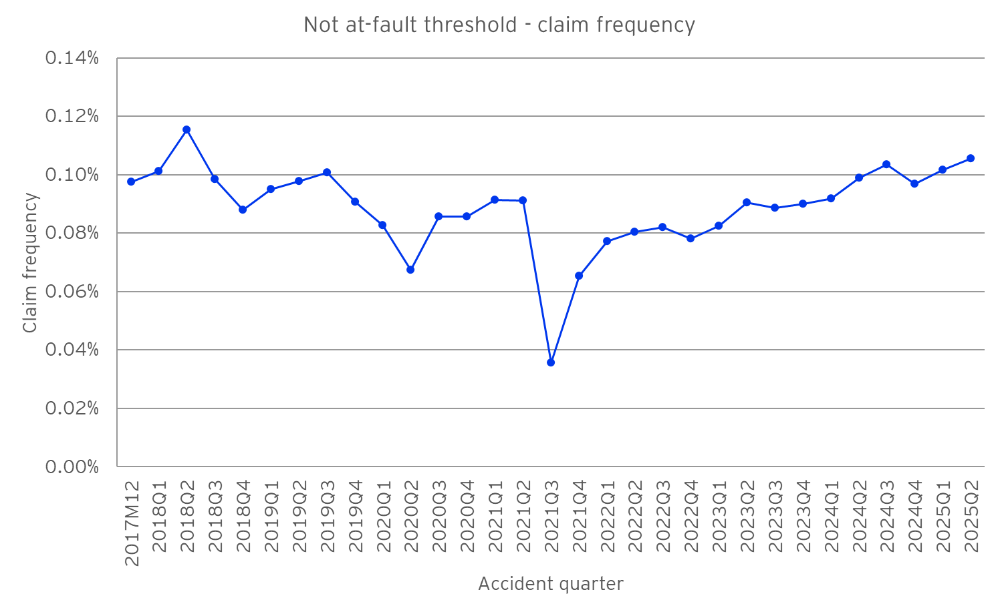 Not at-fault threshold - claim frequency
0.14%
0.12%
0.10%
0.08%
0.06%
0.04%
0.02%
0.00%
Claim frequency
2017M12
2018Q1
2018Q2
2018Q3
2018Q4
2019Q1
2019Q2
2019Q3
2019Q4
2020Q1
2020Q2
2020Q3
2020Q4
2021Q1
2021Q2
2021Q3
2021Q4
2022Q1
2022Q2
2022Q3
2022Q4
2023Q1
2023Q2
2023Q3
2023Q4
2024Q1
2024Q2
2024Q3
2024Q4
2025Q1
2025Q2
Accident quarter